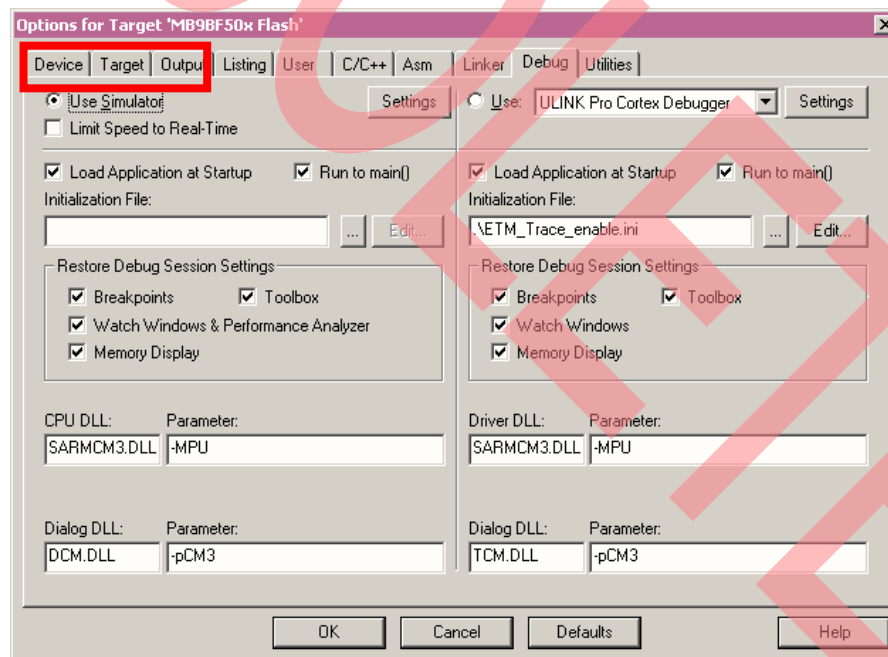 Options for Target 'MB9BF50x Flash'
Device Target Output Listing User C/C++ Asm Linker Debug Utilities
Use Simulator Settings Use: ULINK Pro Cortex Debugger Settings
Limit Speed to Real-Time
Load Application at Startup Run to main() Load Application at Startup Run to main()
Initialization File: Initialization File:
... Edit... .\ETM_Trace_enable.ini ... Edit...
Restore Debug Session Settings Restore Debug Session Settings
Breakpoints Toolbox Breakpoints Toolbox
Watch Windows & Performance Analyzer Watch Windows
Memory Display Memory Display
CPU DLL: Parameter: Driver DLL: Parameter:
SARMCM3.DLL -MPU SARMCM3.DLL -MPU
Dialog DLL: Parameter: Dialog DLL: Parameter:
DCM.DLL -pCM3 TCM.DLL -pCM3
OK Cancel Defaults Help